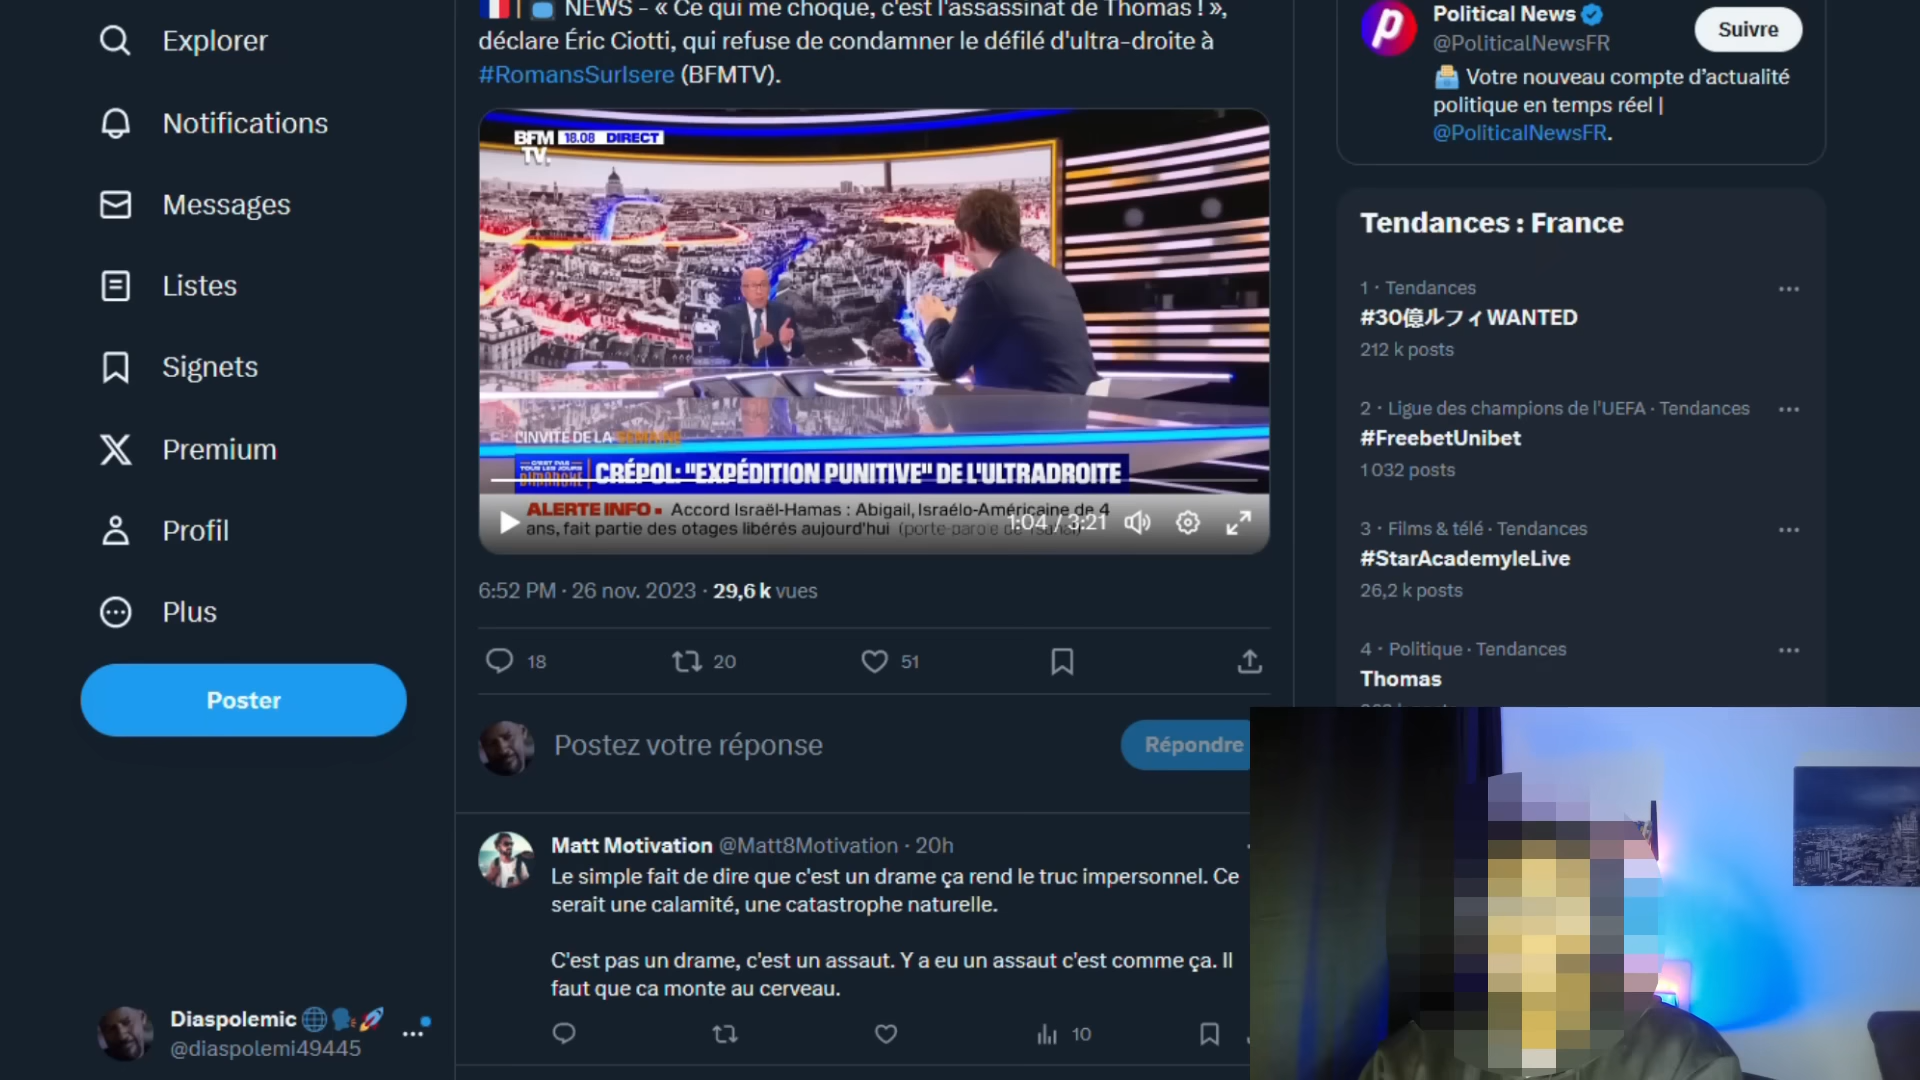 Explorer
Notifications
Messages
Listes
Signets
Premium
Profil
Plus
Poster
Diaspolemic
@diaspolemi49445
NEWS - « Ce qui me choque, c'est l'assassinat de Thomas ! »,
déclare Éric Ciotti, qui refuse de condamner le défilé d'ultra-droite à
#RomansSurIsere (BFMTV).
BFM 18.08 DIRECT
TV.
L'INVITÉ DE LA SEMAINE
C'EST PAS
TOUS LES JOURS
DIMANCHE
CRÉPOL: "EXPÉDITION PUNITIVE" DE L'ULTRADROITE
ALERTE INFO Accord Israël-Hamas : Abigail, Israélo-Américaine de 4
ans, fait partie des otages libérés aujourd'hui
1:04 / 3:21
6:52 PM · 26 nov. 2023 · 29,6 k vues
18 20 51
Postez votre réponse
Répondre
Matt Motivation @Matt8Motivation · 20h
Le simple fait de dire que c'est un drame ça rend le truc impersonnel. Ce
serait une calamité, une catastrophe naturelle.
C'est pas un drame, c'est un assaut. Y a eu un assaut c'est comme ça. Il
faut que ca monte au cerveau.
10
Political News
@PoliticalNewsFR
Suivre
Votre nouveau compte d’actualité
politique en temps réel |
@PoliticalNewsFR.
Tendances : France
1 · Tendances
#30億ルフィWANTED
212 k posts
2 · Ligue des champions de l'UEFA · Tendances
#FreebetUnibet
1 032 posts
3 · Films & télé · Tendances
#StarAcademyleLive
26,2 k posts
4 · Politique · Tendances
Thomas